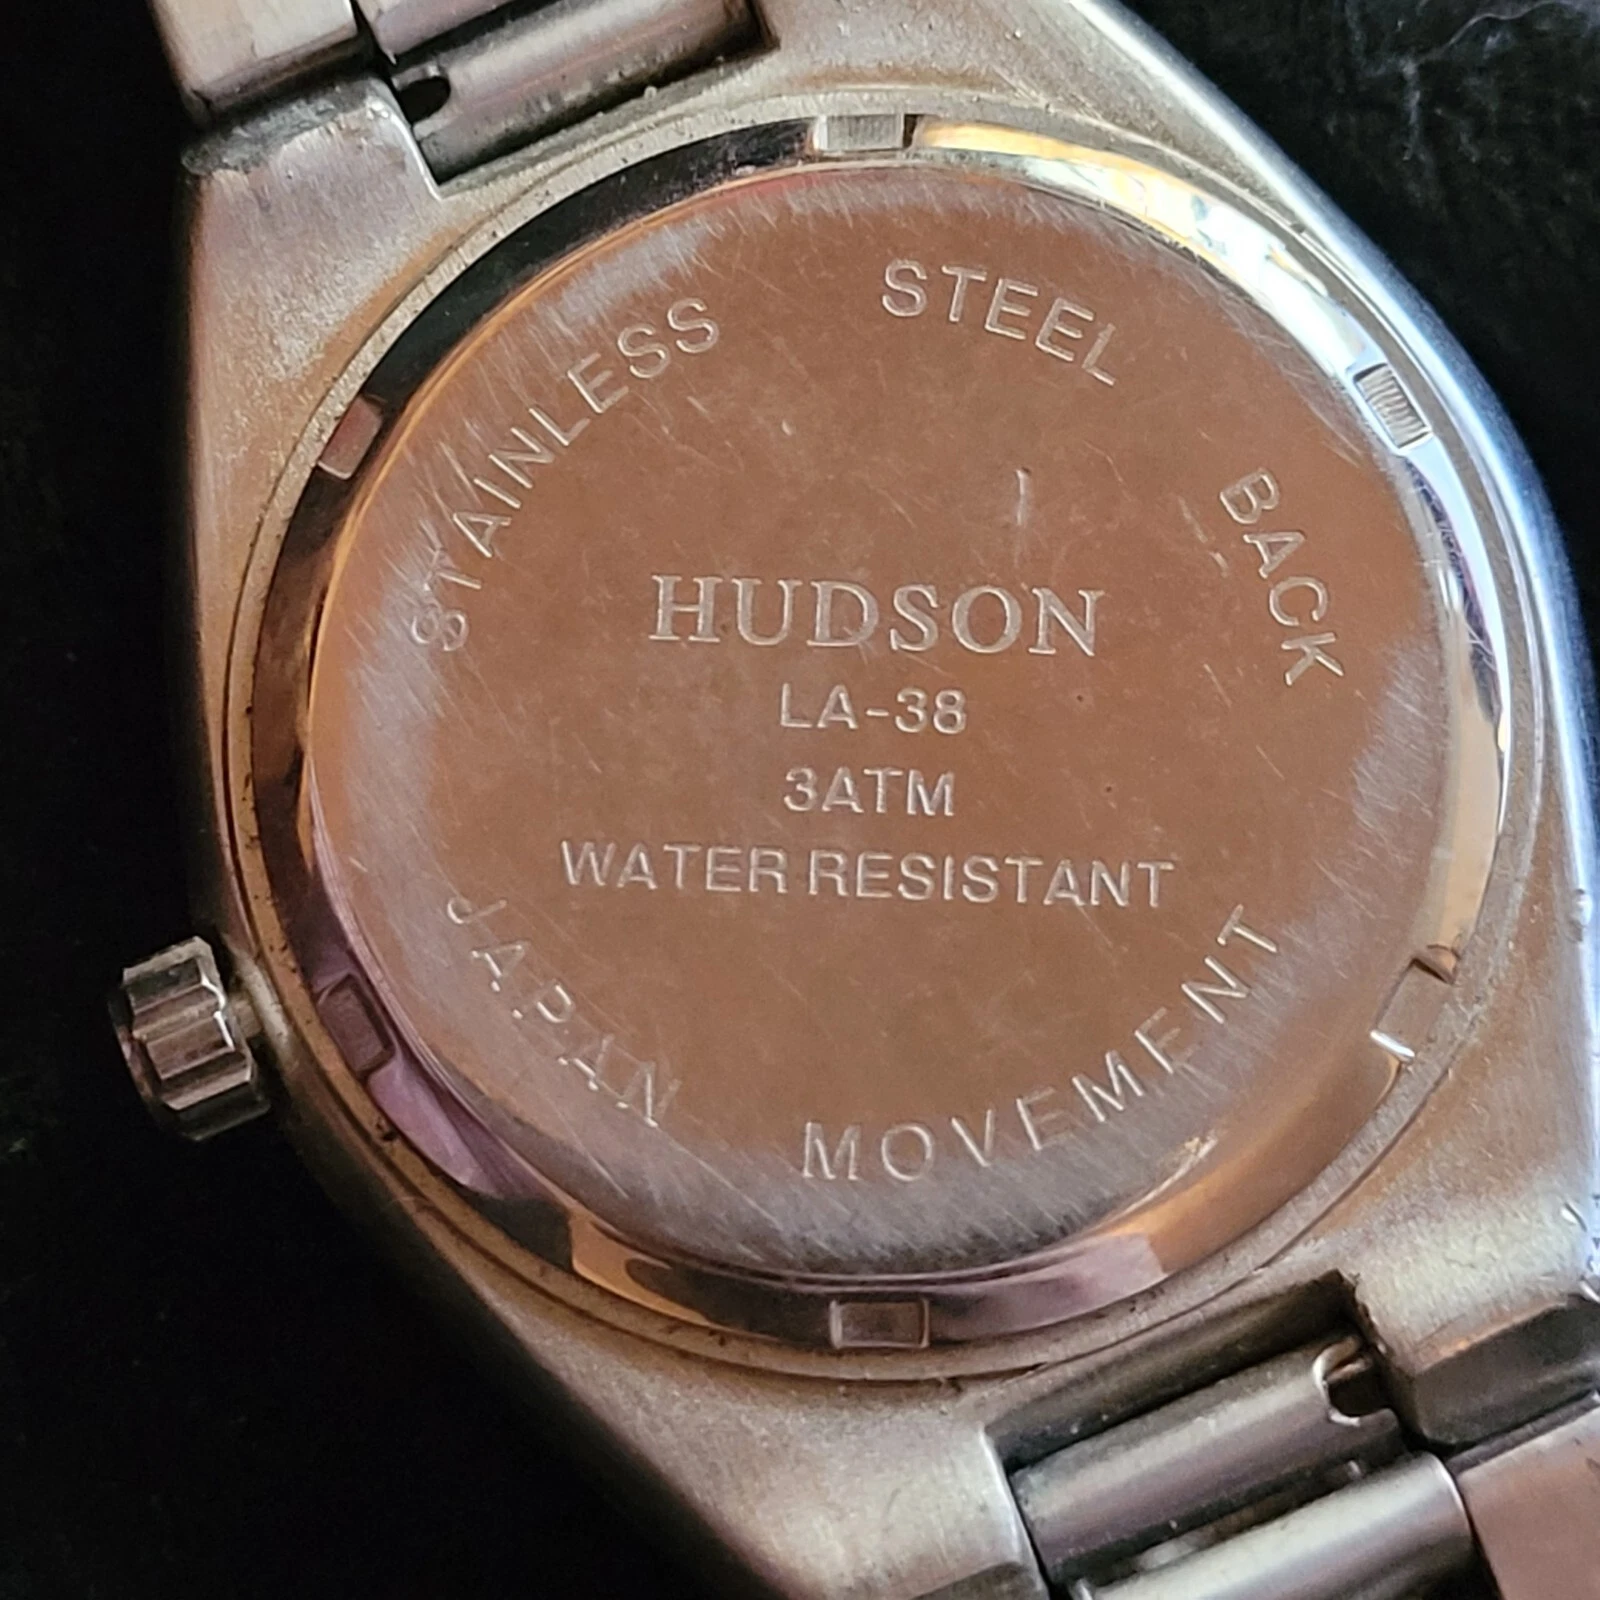 STAINLESS STEEL BACK
HUDSON
LA-38
3ATM
WATER RESISTANT
JAPAN MOVEMENT